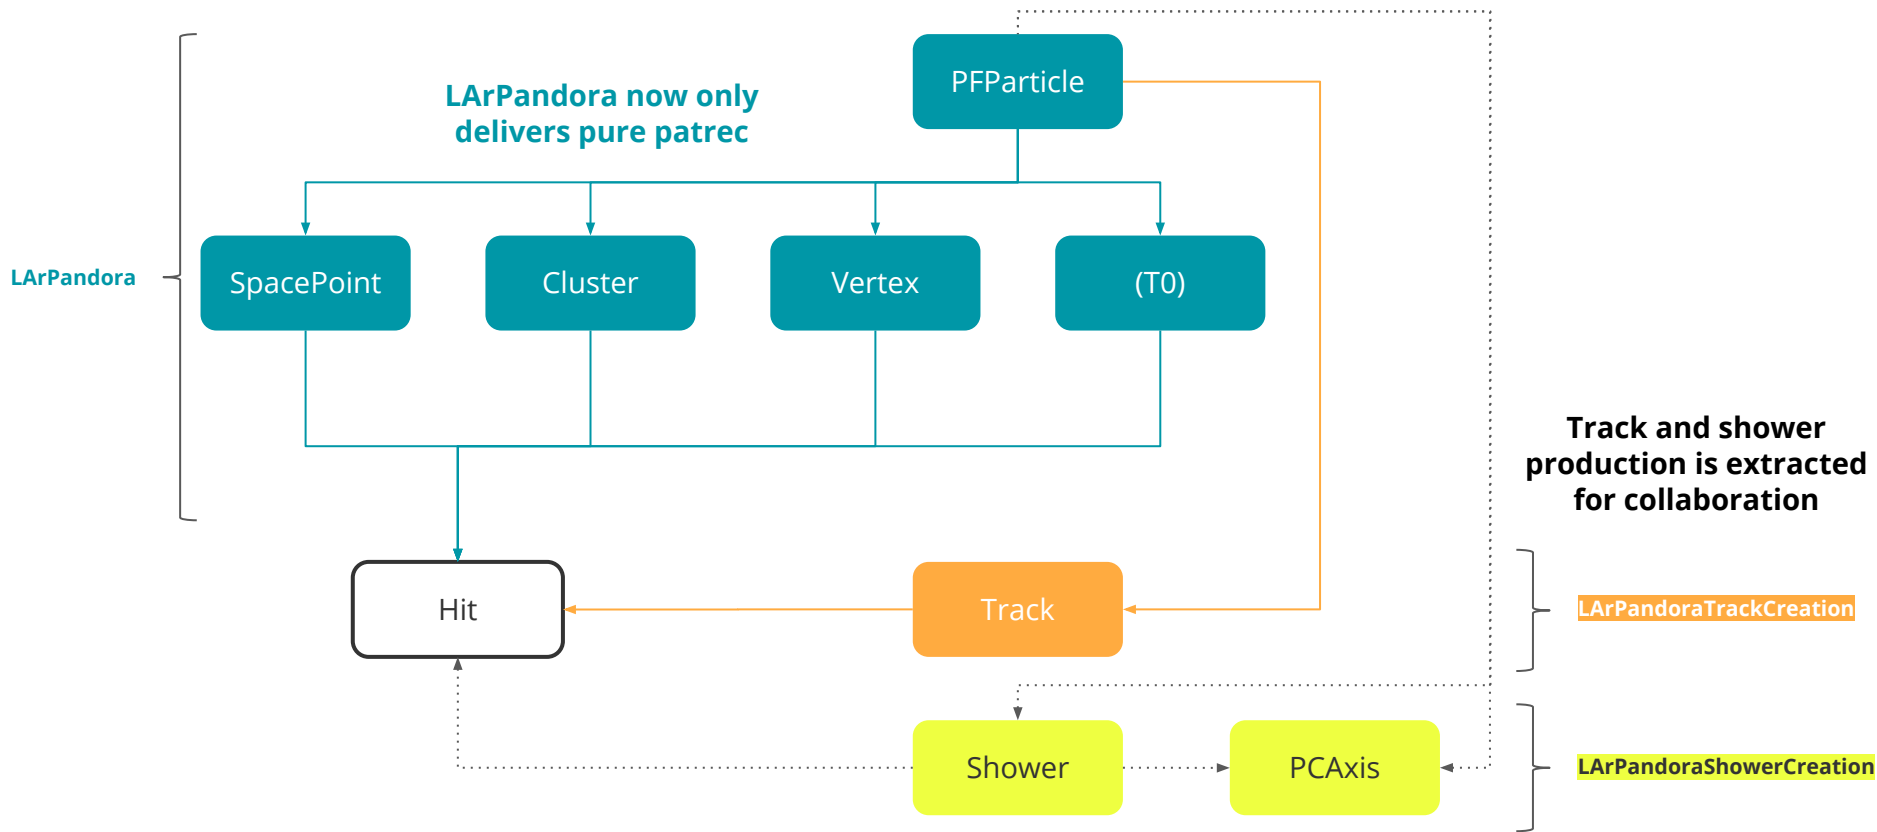 PFParticle
LArPandora now only
delivers pure patrec
LArPandora
SpacePoint
Cluster
Vertex
(T0)
Track and shower
production is extracted
for collaboration
Hit
Track
LArPandoraTrackCreation
Shower
PCAxis
LArPandoraShowerCreation